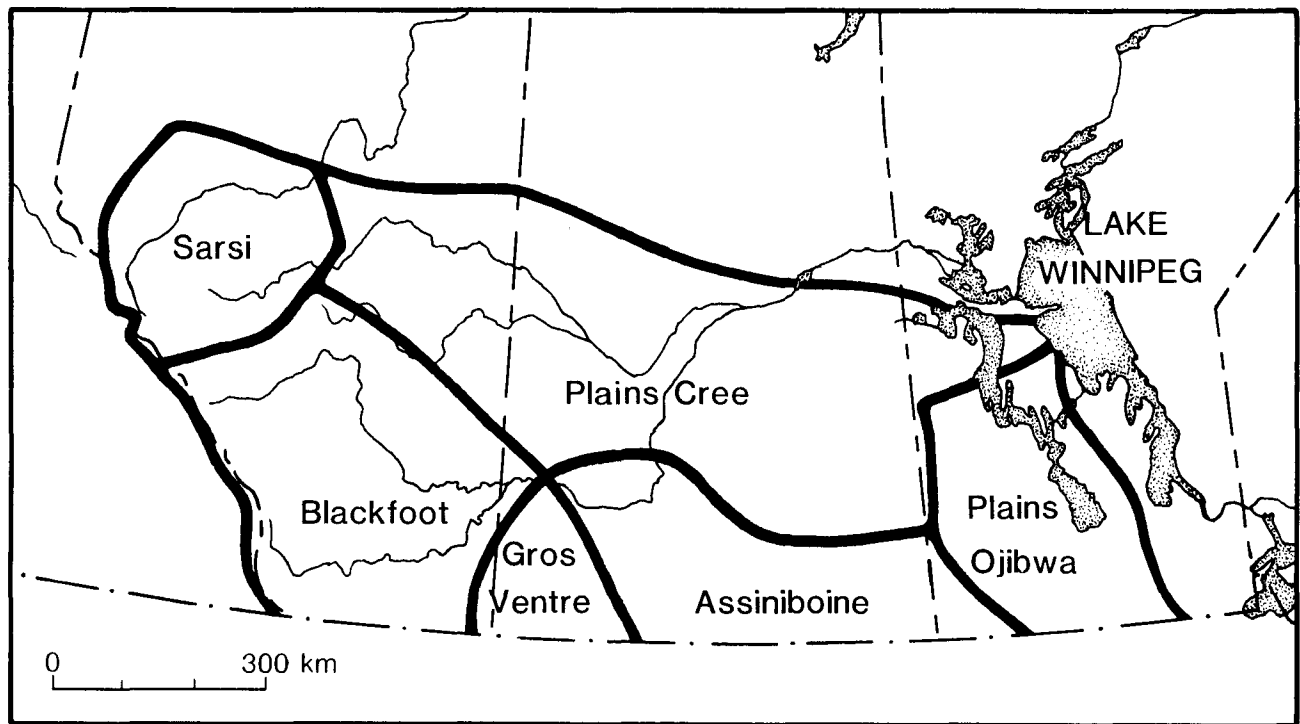 Sarsi
LAKE
WINNIPEG
Plains Cree
Blackfoot
Plains
Ojibwa
Gros
Ventre
Assiniboine
0 300 km